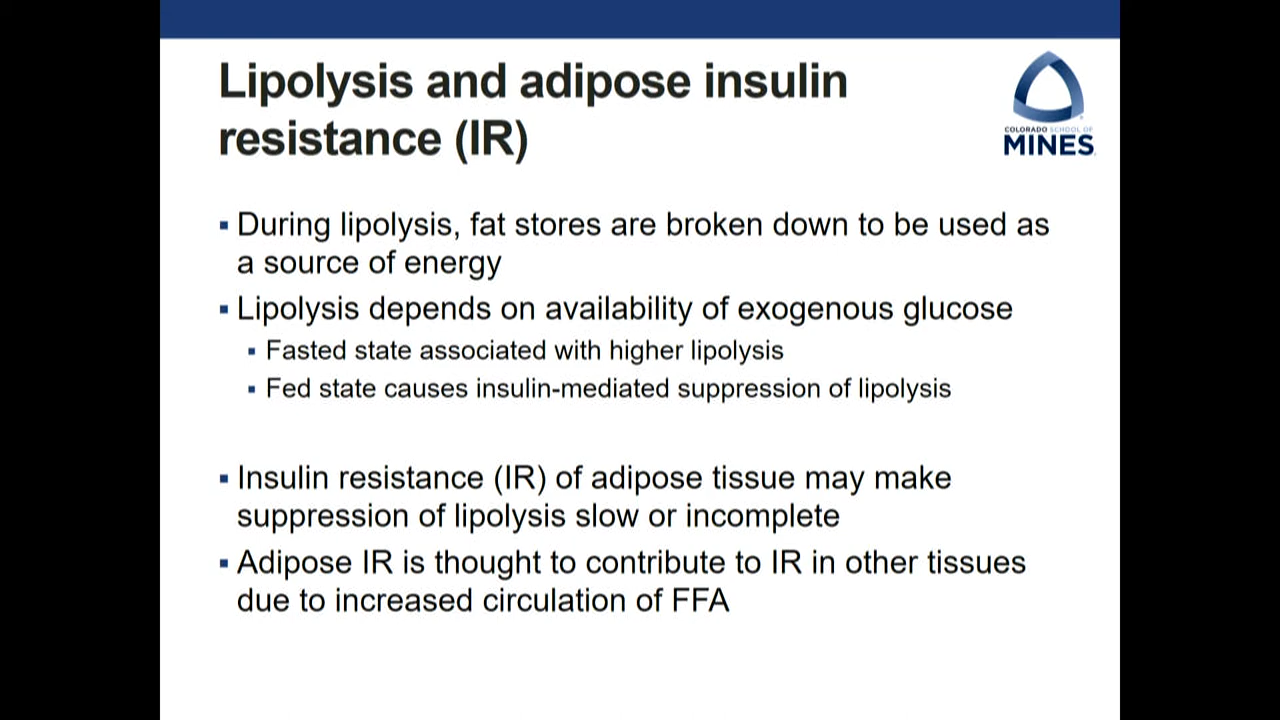 Lipolysis and adipose insulin
resistance (IR)
COLORADO SCHOOL OF
MINES
▪ During lipolysis, fat stores are broken down to be used as
a source of energy
▪ Lipolysis depends on availability of exogenous glucose
▪ Fasted state associated with higher lipolysis
▪ Fed state causes insulin-mediated suppression of lipolysis
▪ Insulin resistance (IR) of adipose tissue may make
suppression of lipolysis slow or incomplete
▪ Adipose IR is thought to contribute to IR in other tissues
due to increased circulation of FFA